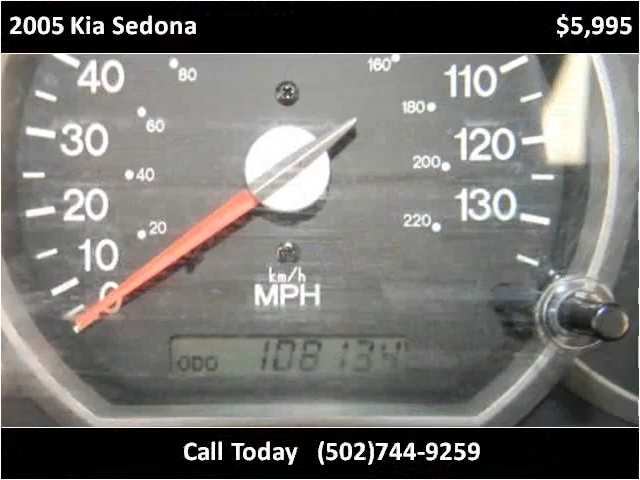 2005 Kia Sedona $5,995
40 80 160 110
30 60 180 120
40 200
20 20 220 130
10
0
km/h
MPH
ODO 108134
Call Today (502)744-9259